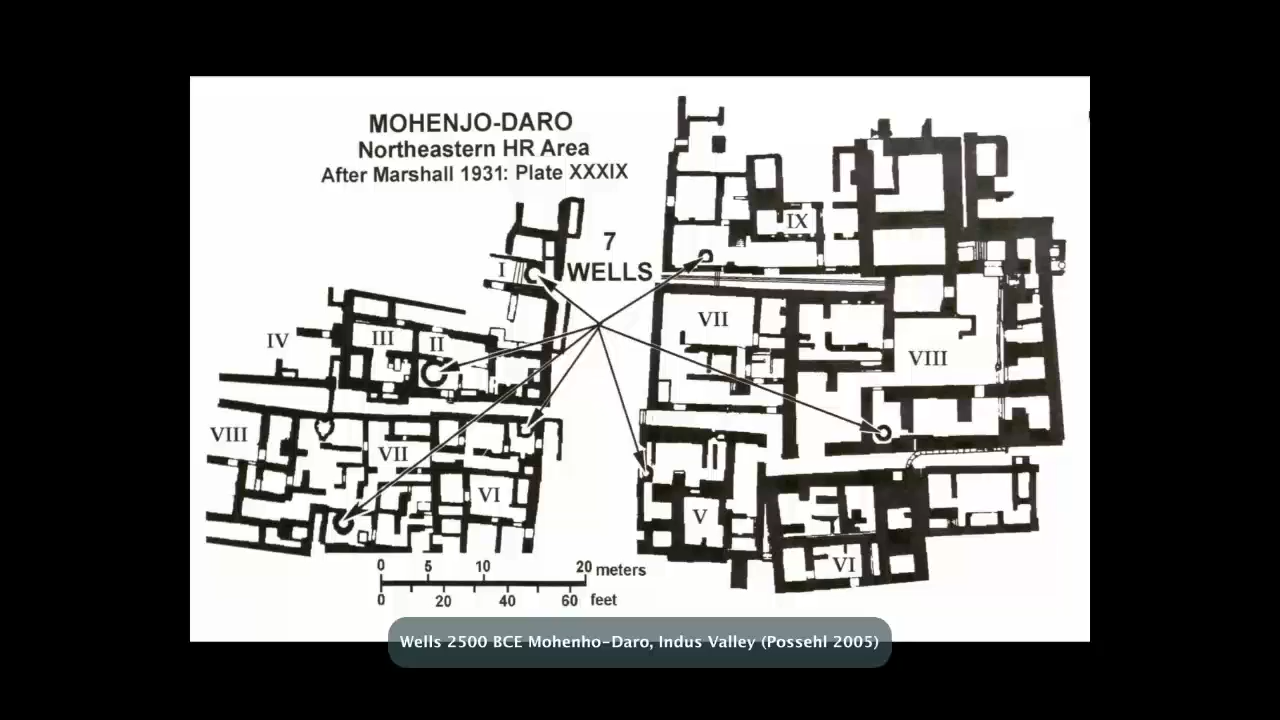 MOHENJO-DARO
Northeastern HR Area
After Marshall 1931: Plate XXXIX
7
WELLS
I
IX
IV
III
II
VII
VIII
VIII
VII
VI
V
VI
0 5 10 20 meters
0 20 40 60 feet
Wells 2500 BCE Mohenho-Daro, Indus Valley (Possehl 2005)